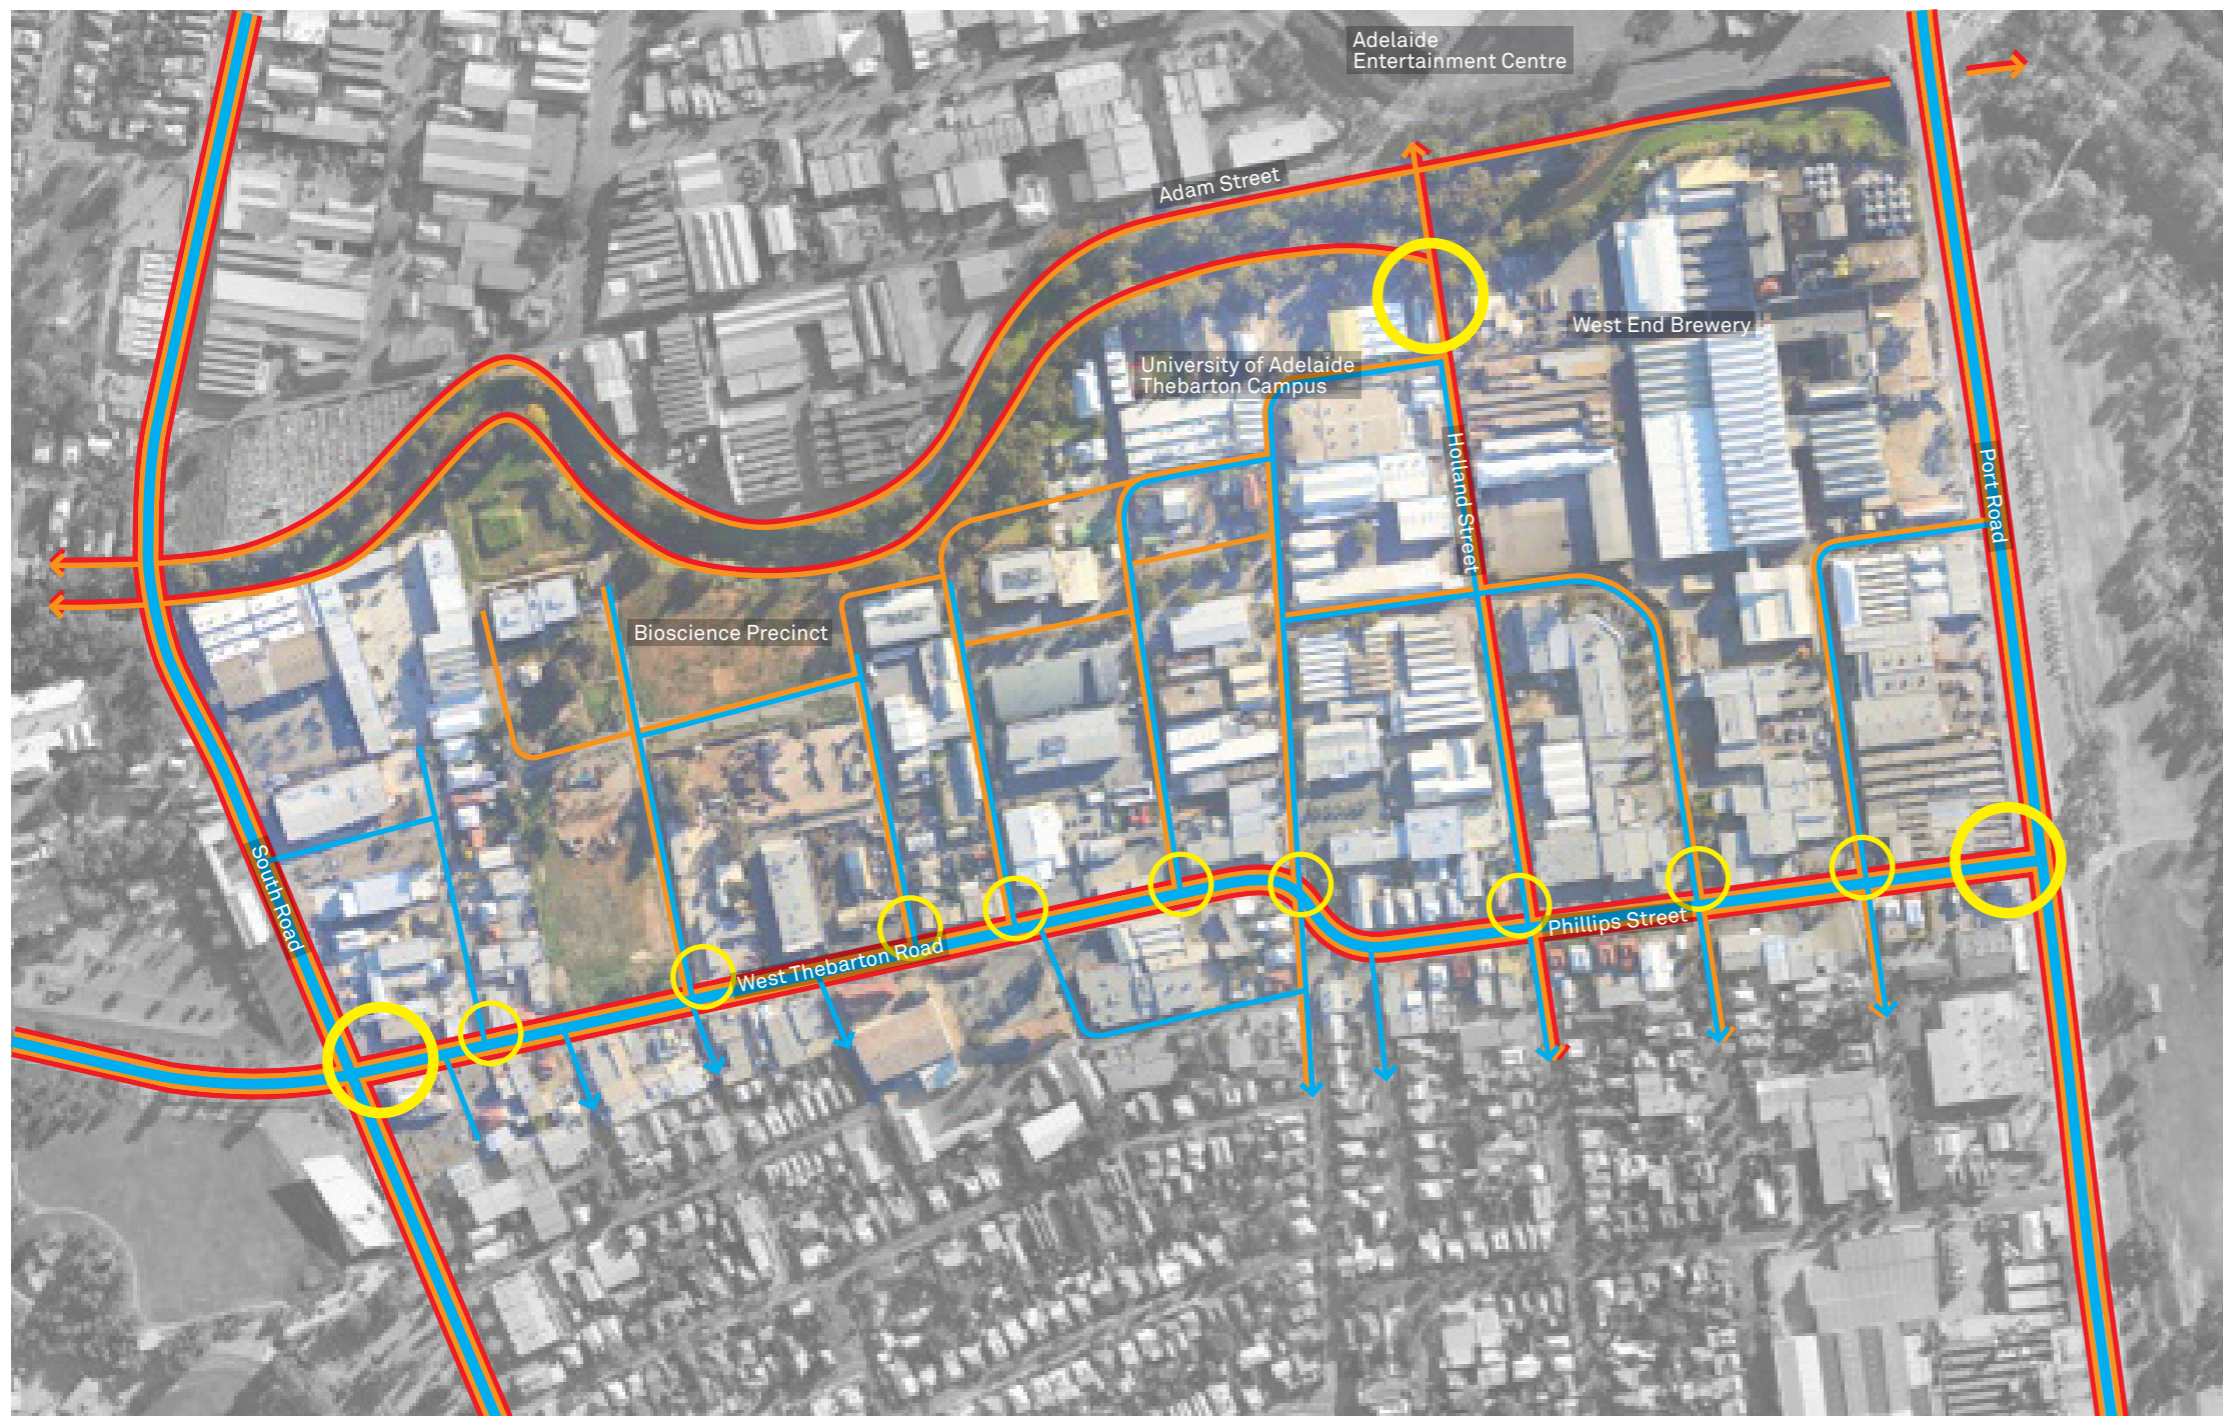 Adelaide
Entertainment Centre
Adam Street
West End Brewery
University of Adelaide
Thebarton Campus
Holland Street
Port Road
Bioscience Precinct
South Road
Phillips Street
West Thebarton Road